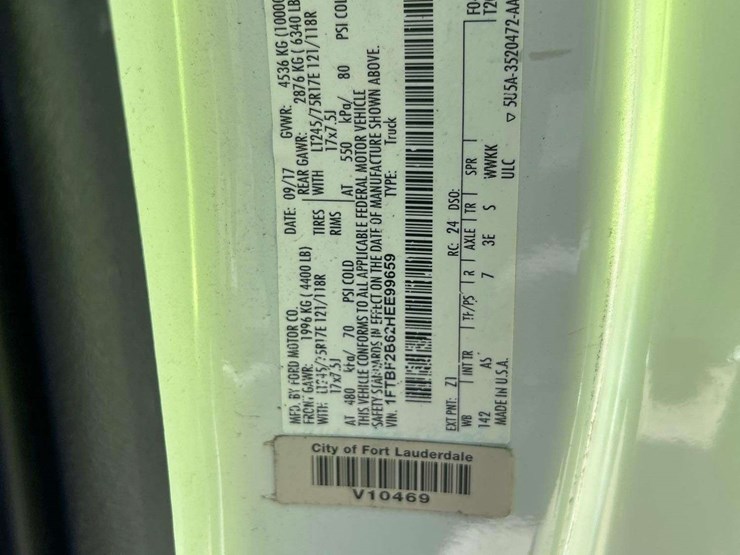 MFD. BY FORD MOTOR CO.
DATE: 09/17 GVWR: 4536 KG (10000
FRONT GAWR: 1996 KG ( 4400 LB) REAR GAWR: 2876 KG ( 6340 LB
WITH LT245/75R17E 121/118R TIRES WITH LT245/75R17E 121/118R
17x7.5J RIMS 17x7.5J
AT 480 kPa/ 70 PSI COLD AT 550 kPa/ 80 PSI COL
THIS VEHICLE CONFORMS TO ALL APPLICABLE FEDERAL MOTOR VEHICLE
SAFETY STANDARDS IN EFFECT ON THE DATE OF MANUFACTURE SHOWN ABOVE.
VIN: 1FTBF2B62HEE99659 TYPE: Truck
EXT PNT: Z1 RC: 24 DSO:
WB INT TR TP/PS R AXLE TR SPR
142 AS 7 3E S WWKK
MADE IN U.S.A. ULC
▽ 5U5A-3520472-AA
City of Fort Lauderdale
V10469